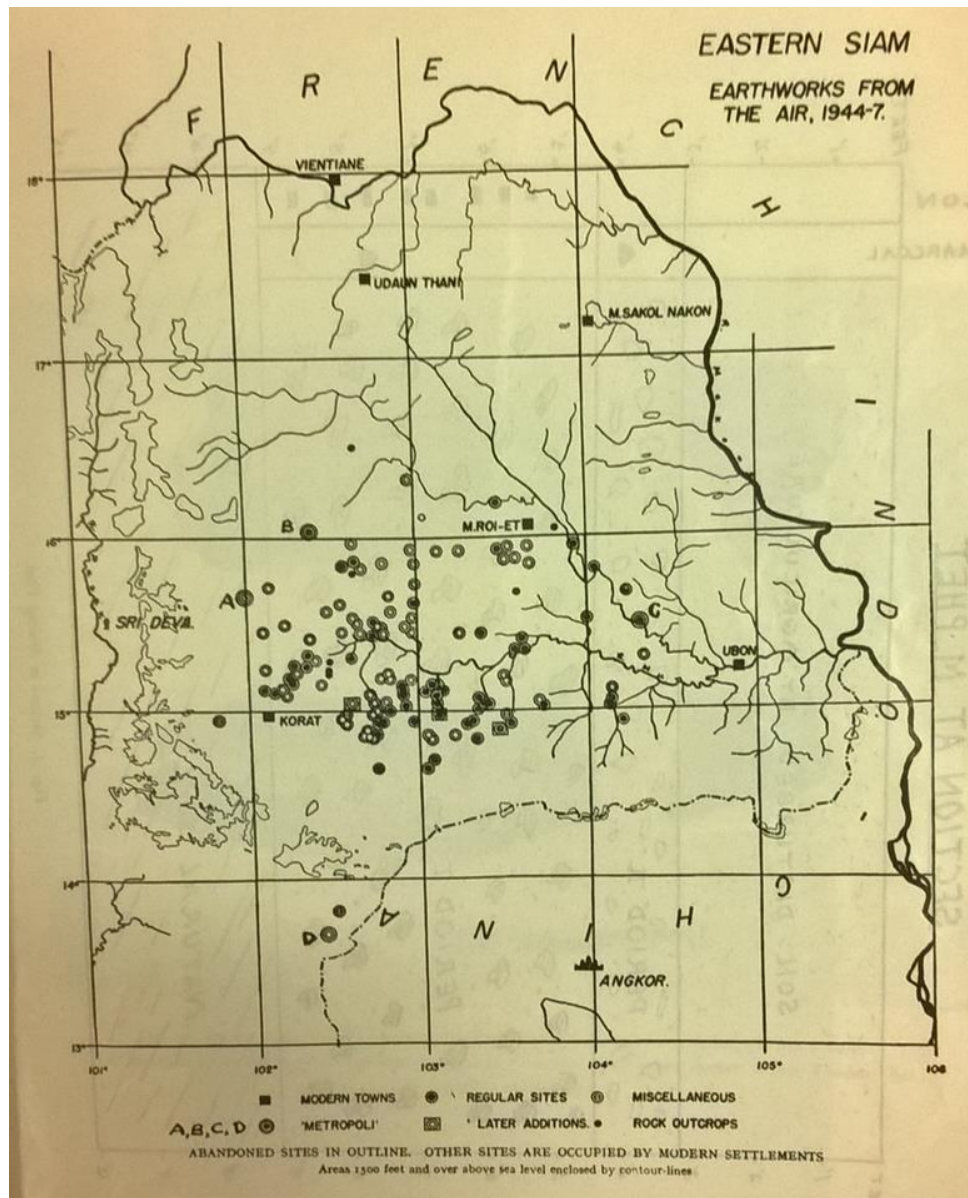 EASTERN SIAM
EARTHWORKS FROM
THE AIR, 1944-7.
F R E N C H
VIENTIANE
18°
UDAUN THANI
M. SAKOL NAKON
17°
I N D O
B
M. ROI-ET
16°
A
SRI DEVA.
C
UBON
15°
KORAT
14°
C H I N A
D
ANGKOR.
13°
101° 102° 103° 104° 105° 106
MODERN TOWNS REGULAR SITES MISCELLANEOUS
A, B, C, D 'METROPOLI' 'LATER ADDITIONS. ROCK OUTCROPS
ABANDONED SITES IN OUTLINE. OTHER SITES ARE OCCUPIED BY MODERN SETTLEMENTS
Areas 1500 feet and over above sea level enclosed by contour-lines